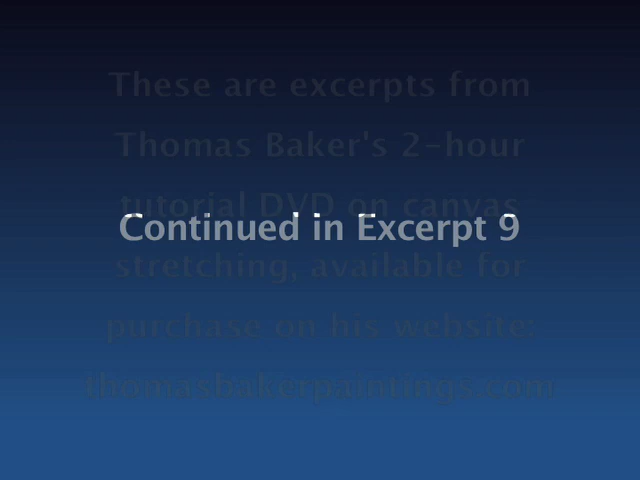 These are excerpts from
Thomas Baker's 2-hour
tutorial DVD on canvas
Continued in Excerpt 9
stretching, available for
purchase on his website:
thomasbakerpaintings.com